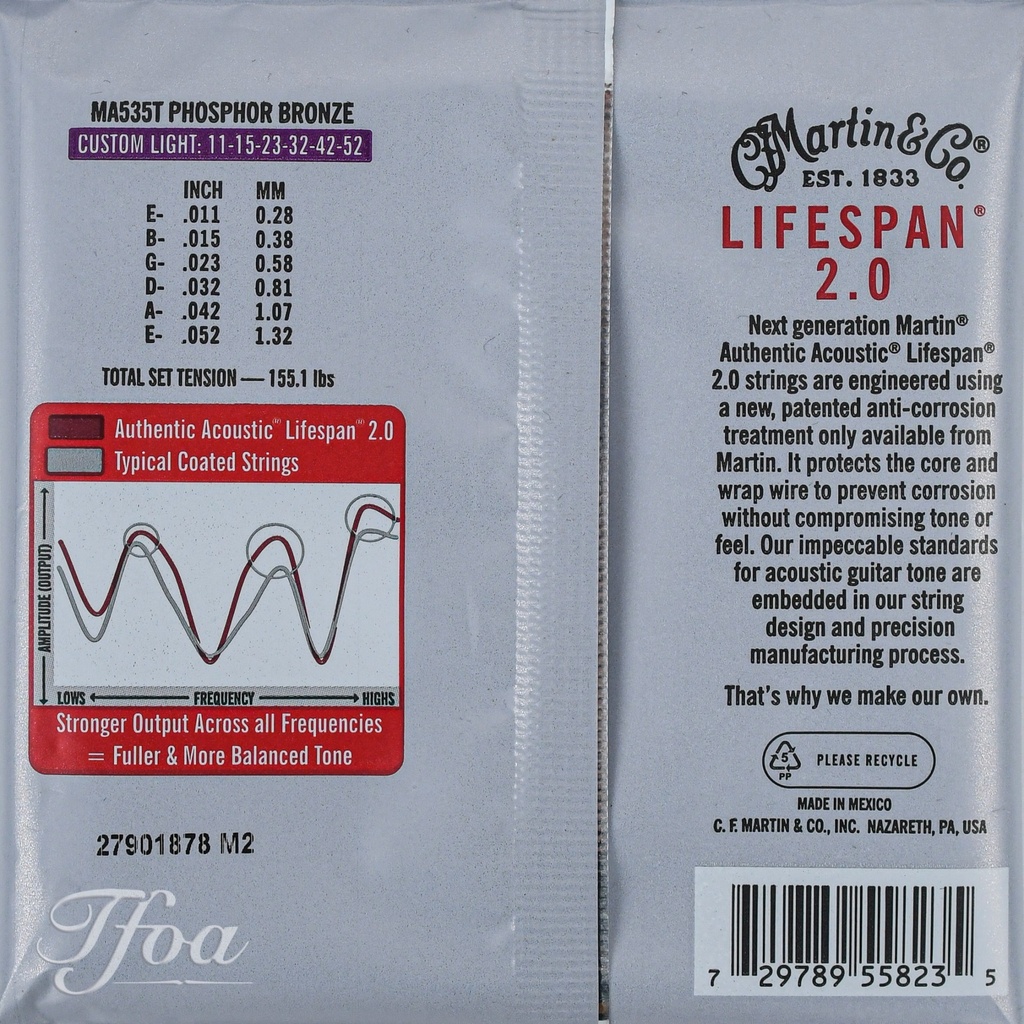 MA535T PHOSPHOR BRONZE
CUSTOM LIGHT: 11-15-23-32-42-52
INCH MM
E- .011 0.28
B- .015 0.38
G- .023 0.58
D- .032 0.81
A- .042 1.07
E- .052 1.32
TOTAL SET TENSION — 155.1 lbs
Authentic Acoustic® Lifespan® 2.0
Typical Coated Strings
AMPLITUDE (OUTPUT)
LOWS FREQUENCY HIGHS
Stronger Output Across all Frequencies
= Fuller & More Balanced Tone
27901878 M2
Tfoa
CF Martin & Co.®
EST. 1833
LIFESPAN®
2.0
Next generation Martin®
Authentic Acoustic® Lifespan®
2.0 strings are engineered using
a new, patented anti-corrosion
treatment only available from
Martin. It protects the core and
wrap wire to prevent corrosion
without compromising tone or
feel. Our impeccable standards
for acoustic guitar tone are
embedded in our string
design and precision
manufacturing process.
That's why we make our own.
5
PP
PLEASE RECYCLE
MADE IN MEXICO
C. F. MARTIN & CO., INC. NAZARETH, PA, USA
7 29789 55823 5